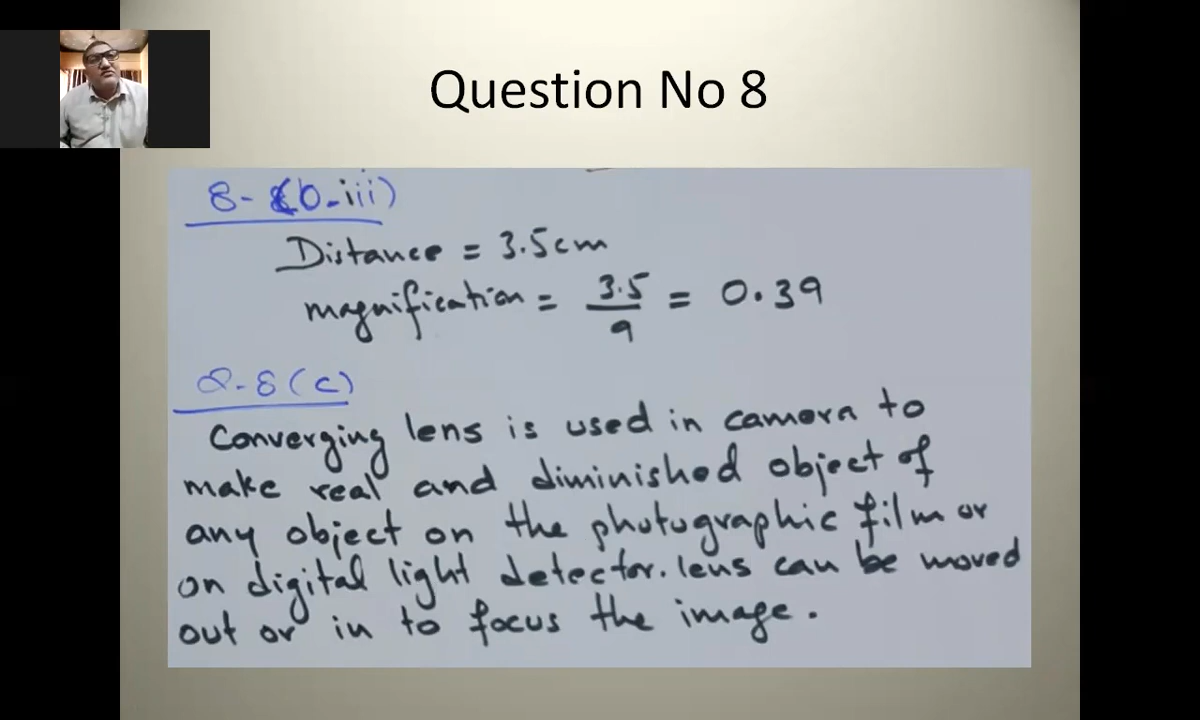 Question No 8
8-(b-iii)
Distance = 3.5cm
magnification = 3.5/9 = 0.39
Q-8(c)
Converging lens is used in camera to
make real and diminished object of
any object on the photographic film or
on digital light detector. lens can be moved
out or in to focus the image.